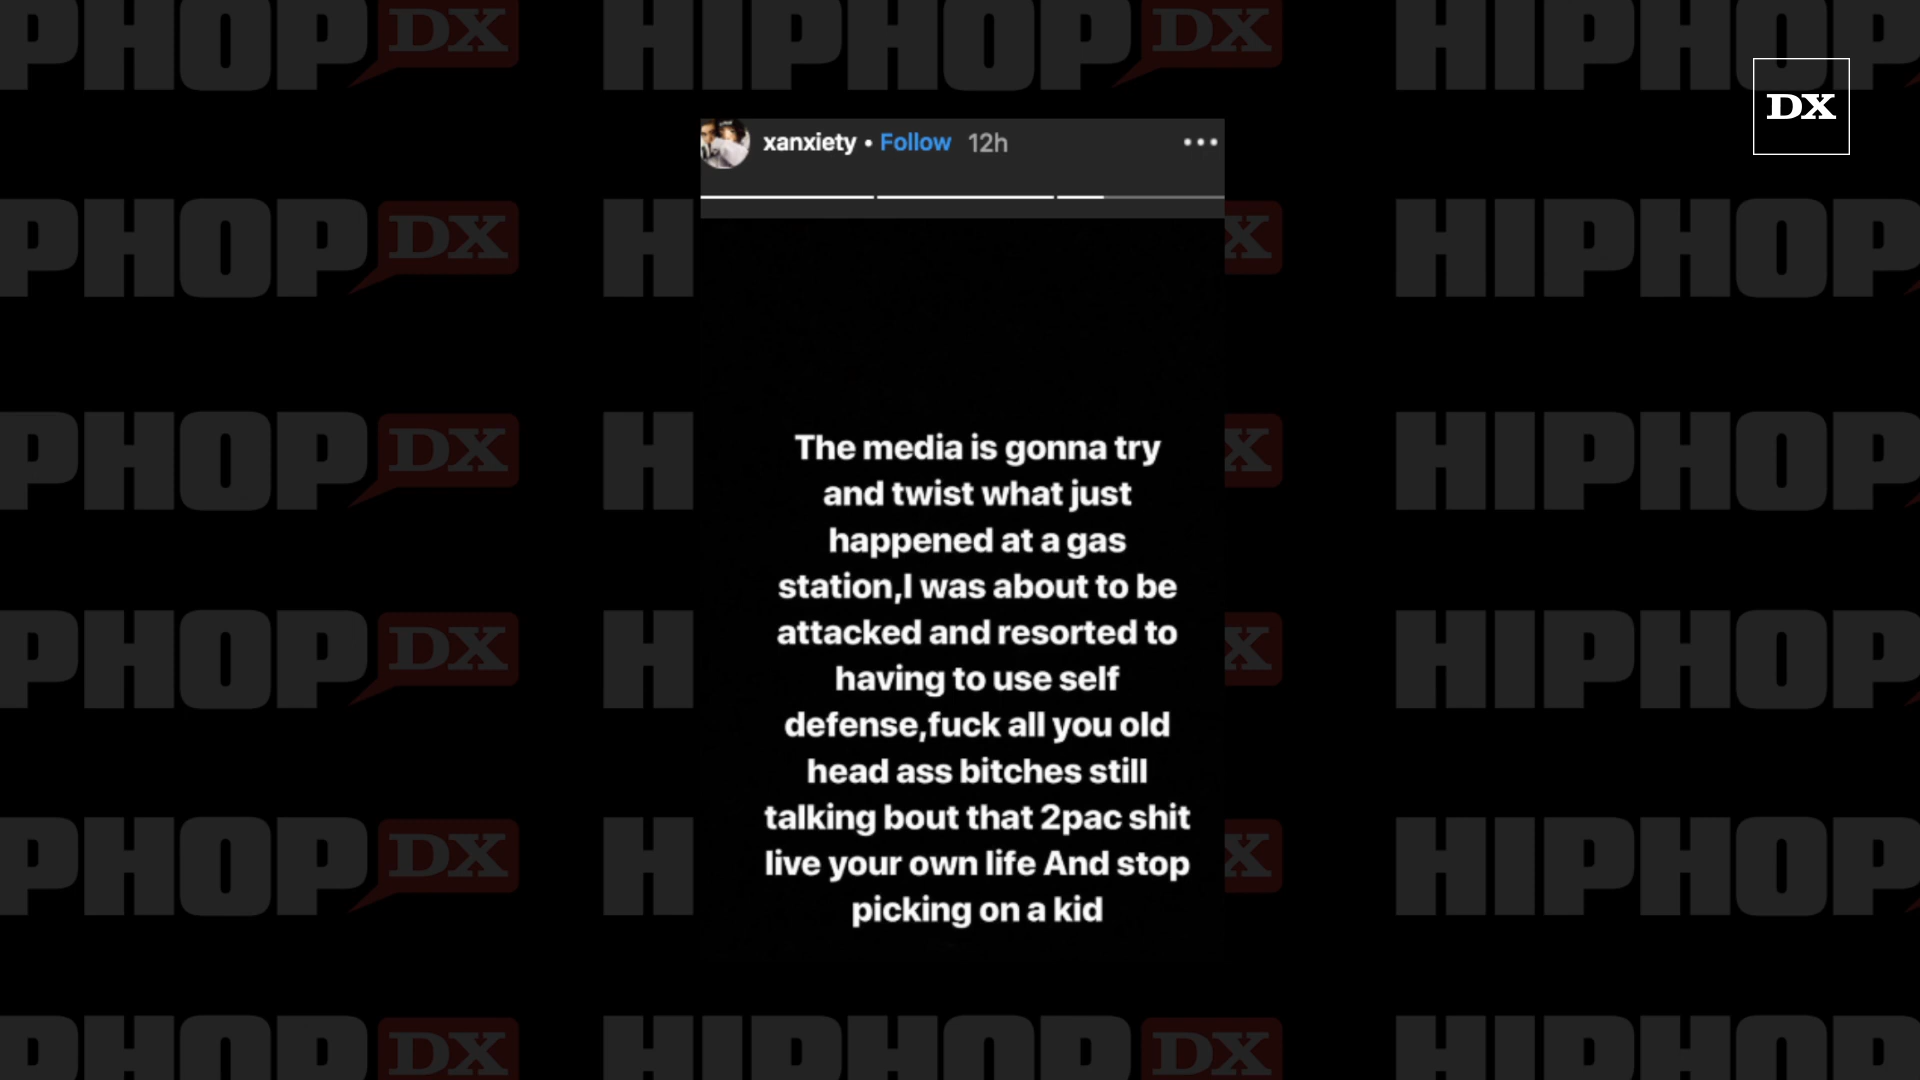 HIPHOP DX
DX
xanxiety • Follow 12h
The media is gonna try
and twist what just
happened at a gas
station,I was about to be
attacked and resorted to
having to use self
defense,fuck all you old
head ass bitches still
talking bout that 2pac shit
live your own life And stop
picking on a kid